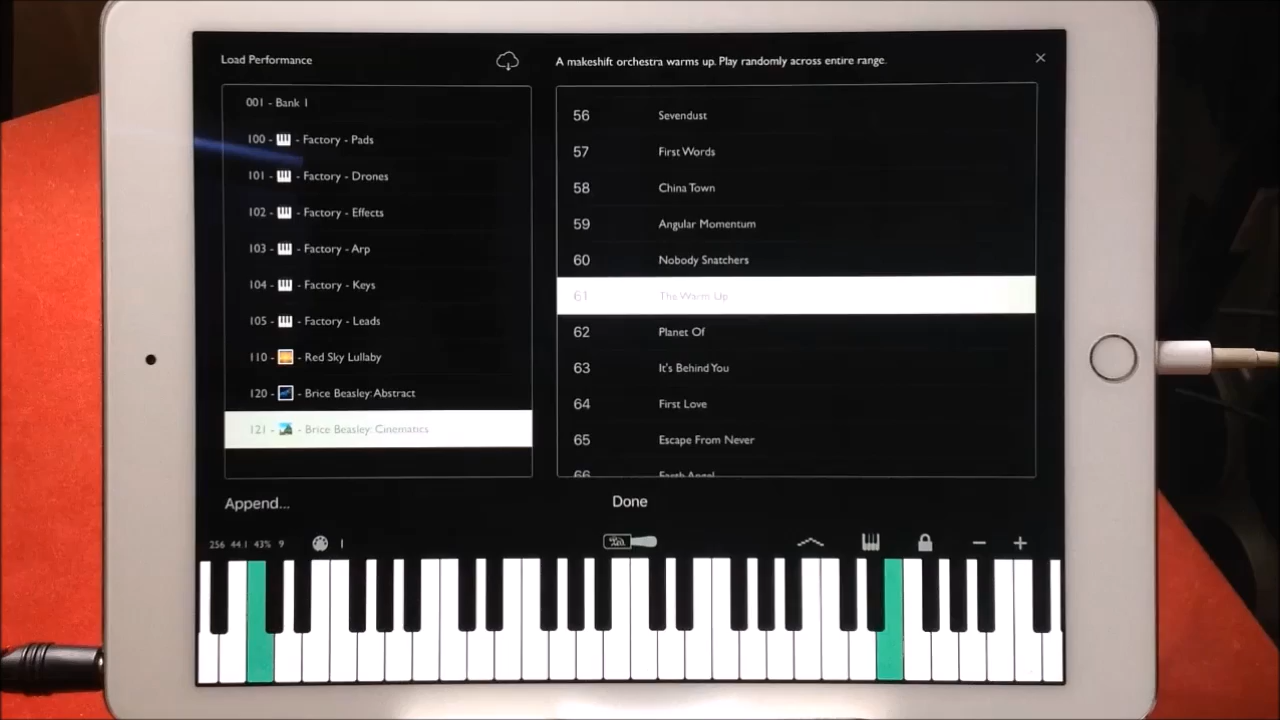 Load Performance
A makeshift orchestra warms up. Play randomly across entire range.
001 - Bank 1
100 - - Factory - Pads
101 - - Factory - Drones
102 - - Factory - Effects
103 - - Factory - Arp
104 - - Factory - Keys
105 - - Factory - Leads
110 - - Red Sky Lullaby
120 - - Brice Beasley: Abstract
121 - - Brice Beasley: Cinematics
56 Sevendust
57 First Words
58 China Town
59 Angular Momentum
60 Nobody Snatchers
61 The Warm Up
62 Planet Of
63 It's Behind You
64 First Love
65 Escape From Never
66 Earth Angel
Append...
Done
256 44.1 43% 9
1